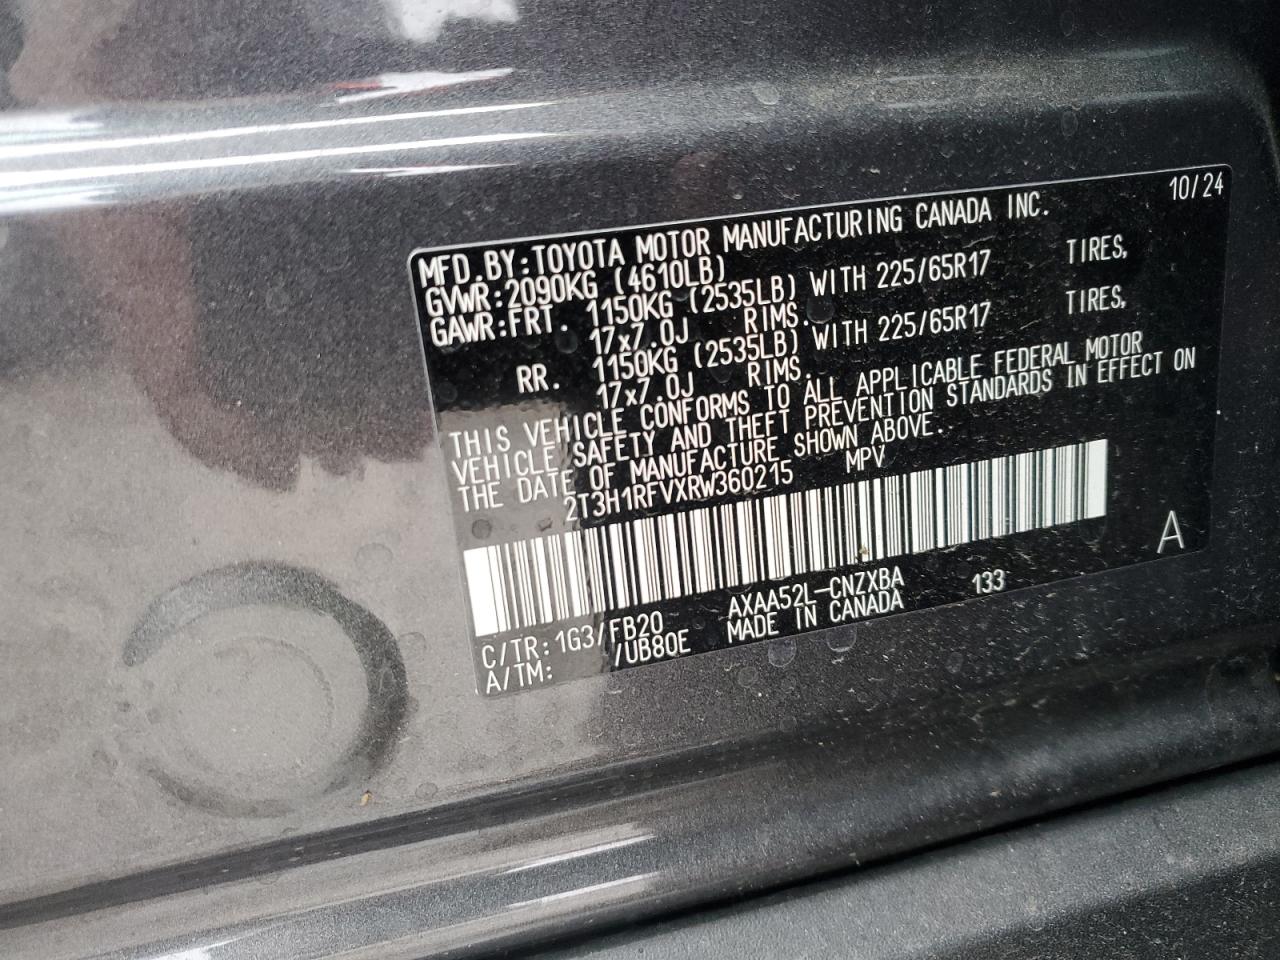 10/24
MFD.BY:TOYOTA MOTOR MANUFACTURING CANADA INC.
GVWR:2090KG (4610LB)
GAWR:FRT. 1150KG (2535LB) WITH 225/65R17 TIRES,
17x7.0J RIMS.
RR. 1150KG (2535LB) WITH 225/65R17 TIRES,
17x7.0J RIMS.
THIS VEHICLE CONFORMS TO ALL APPLICABLE FEDERAL MOTOR
VEHICLE SAFETY AND THEFT PREVENTION STANDARDS IN EFFECT ON
THE DATE OF MANUFACTURE SHOWN ABOVE.
2T3H1RFVXRW360215 MPV
A
C/TR:1G3/FB20 AXAA52L-CNZXBA 133
A/TM: /UB80E MADE IN CANADA